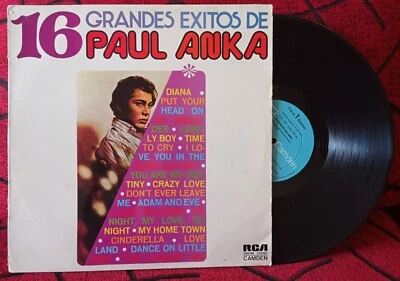 16 GRANDES EXITOS DE
PAUL ANKA
DIANA •
PUT YOUR
HEAD ON
LY BOY • TIME
TO CRY • I LO-
VE YOU IN THE
YOU ARE MY
TINY • CRAZY LOVE
DON'T EVER LEAVE
ME • ADAM AND EVE
NIGHT MY LOVE, TO
NIGHT • MY HOME TOWN
CINDERELLA LOVE
LAND • DANCE ON LITTLE
RCA
CAMDEN
Camden